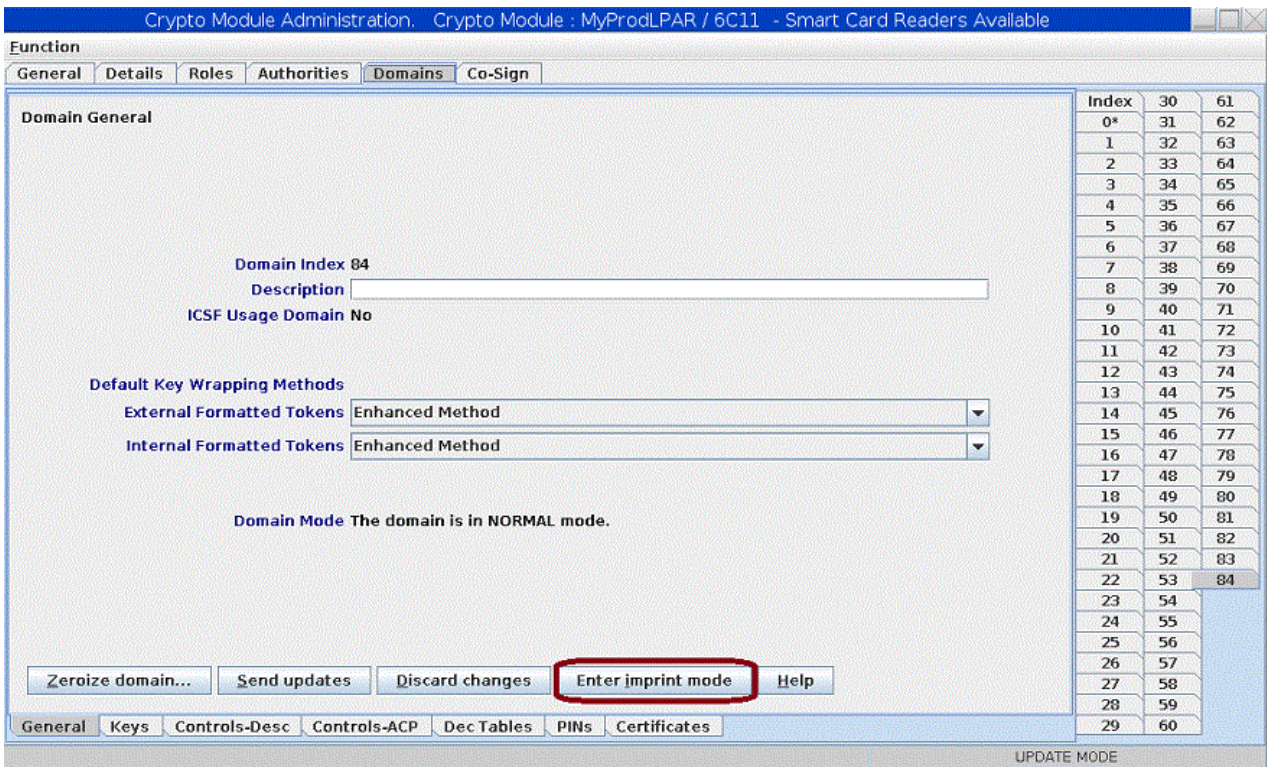 Crypto Module Administration. Crypto Module : MyProdLPAR / 6C11 - Smart Card Readers Available
Function
General Details Roles Authorities Domains Co-Sign
Domain General
Domain Index 84
Description
ICSF Usage Domain No
Default Key Wrapping Methods
External Formatted Tokens Enhanced Method
Internal Formatted Tokens Enhanced Method
Domain Mode The domain is in NORMAL mode.
Zeroize domain... Send updates Discard changes Enter imprint mode Help
General Keys Controls-Desc Controls-ACP Dec Tables PINs Certificates
Index 30 61
0* 31 62
1 32 63
2 33 64
3 34 65
4 35 66
5 36 67
6 37 68
7 38 69
8 39 70
9 40 71
10 41 72
11 42 73
12 43 74
13 44 75
14 45 76
15 46 77
16 47 78
17 48 79
18 49 80
19 50 81
20 51 82
21 52 83
22 53 84
23 54
24 55
25 56
26 57
27 58
28 59
29 60
UPDATE MODE